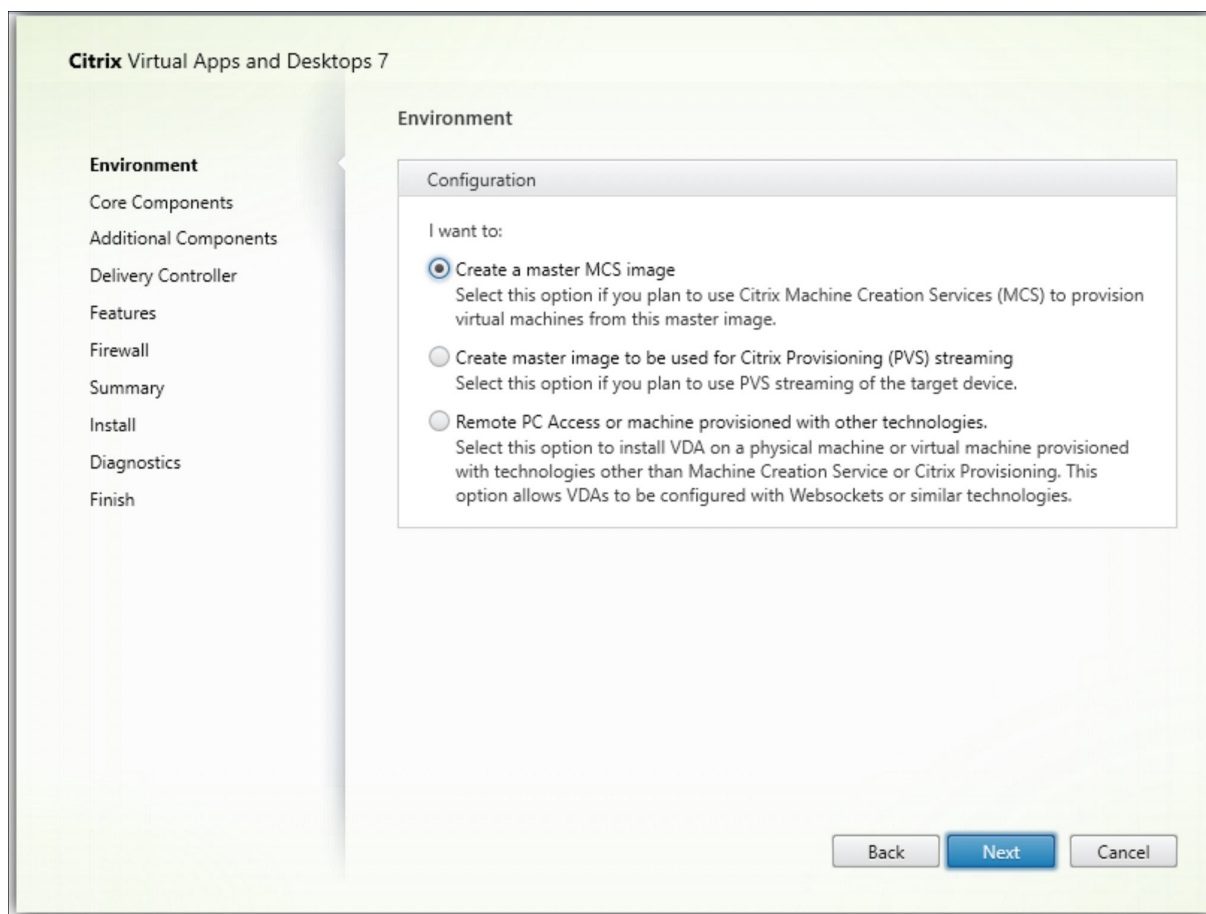 Citrix Virtual Apps and Desktops 7
Environment
Core Components
Additional Components
Delivery Controller
Features
Firewall
Summary
Install
Diagnostics
Finish
Environment
Configuration
I want to:
Create a master MCS image
Select this option if you plan to use Citrix Machine Creation Services (MCS) to provision
virtual machines from this master image.
Create master image to be used for Citrix Provisioning (PVS) streaming
Select this option if you plan to use PVS streaming of the target device.
Remote PC Access or machine provisioned with other technologies.
Select this option to install VDA on a physical machine or virtual machine provisioned
with technologies other than Machine Creation Service or Citrix Provisioning. This
option allows VDAs to be configured with Websockets or similar technologies.
Back
Next
Cancel